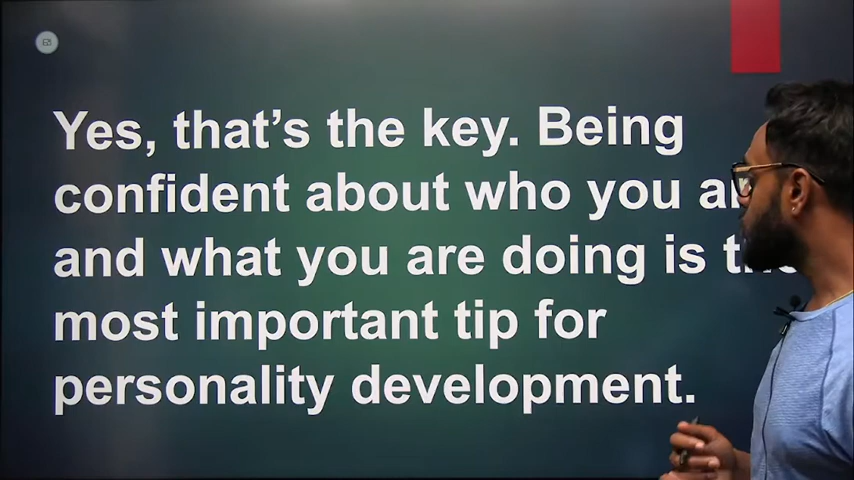 Yes, that's the key. Being
confident about who you
and what you are doing is
most important tip for
personality development.